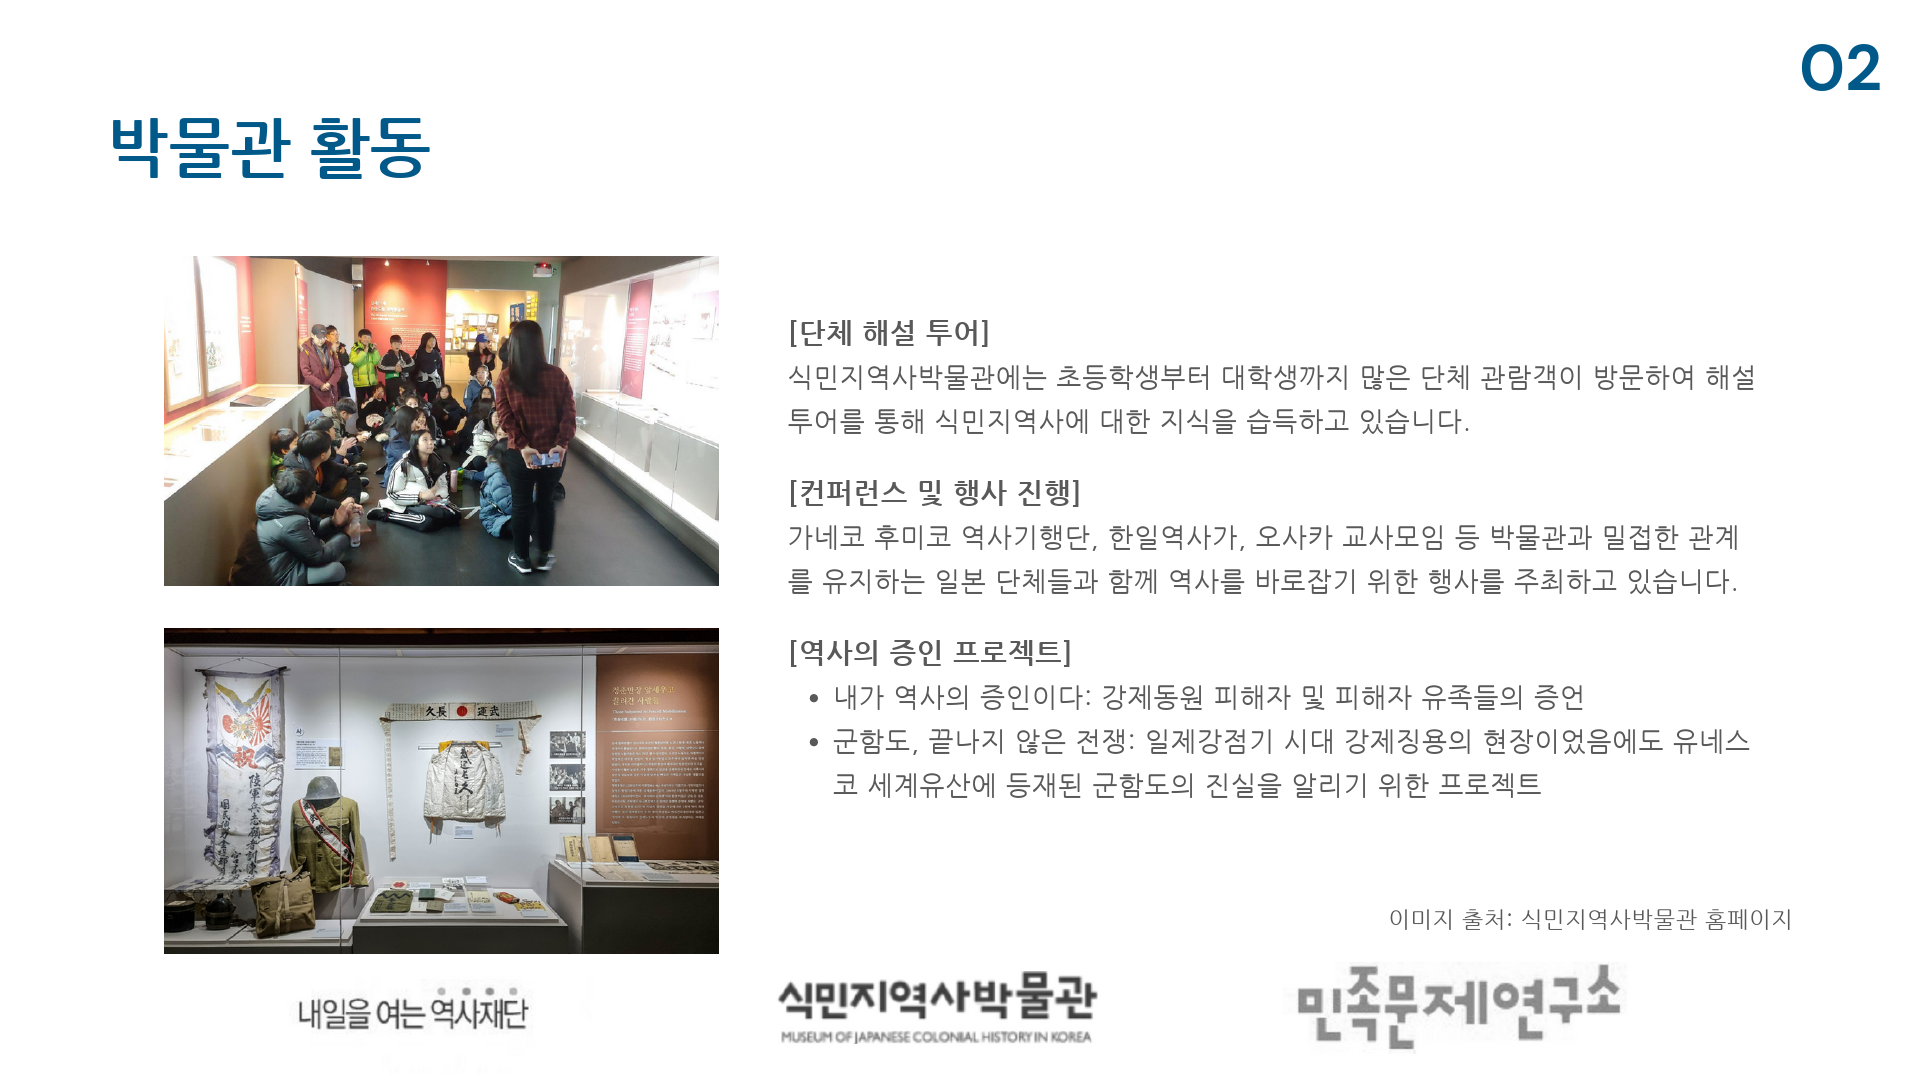 02
박물관 활동
[단체 해설 투어]
식민지역사박물관에는 초등학생부터 대학생까지 많은 단체 관람객이 방문하여 해설
투어를 통해 식민지역사에 대한 지식을 습득하고 있습니다.
[컨퍼런스 및 행사 진행]
가네코 후미코 역사기행단, 한일역사가, 오사카 교사모임 등 박물관과 밀접한 관계
를 유지하는 일본 단체들과 함께 역사를 바로잡기 위한 행사를 주최하고 있습니다.
[역사의 증인 프로젝트]
• 내가 역사의 증인이다: 강제동원 피해자 및 피해자 유족들의 증언
• 군함도, 끝나지 않은 전쟁: 일제강점기 시대 강제징용의 현장이었음에도 유네스
코 세계유산에 등재된 군함도의 진실을 알리기 위한 프로젝트
久長 運武
祝
이미지 출처: 식민지역사박물관 홈페이지
내일을 여는 역사재단
식민지역사박물관
MUSEUM OF JAPANESE COLONIAL HISTORY IN KOREA
민족문제연구소